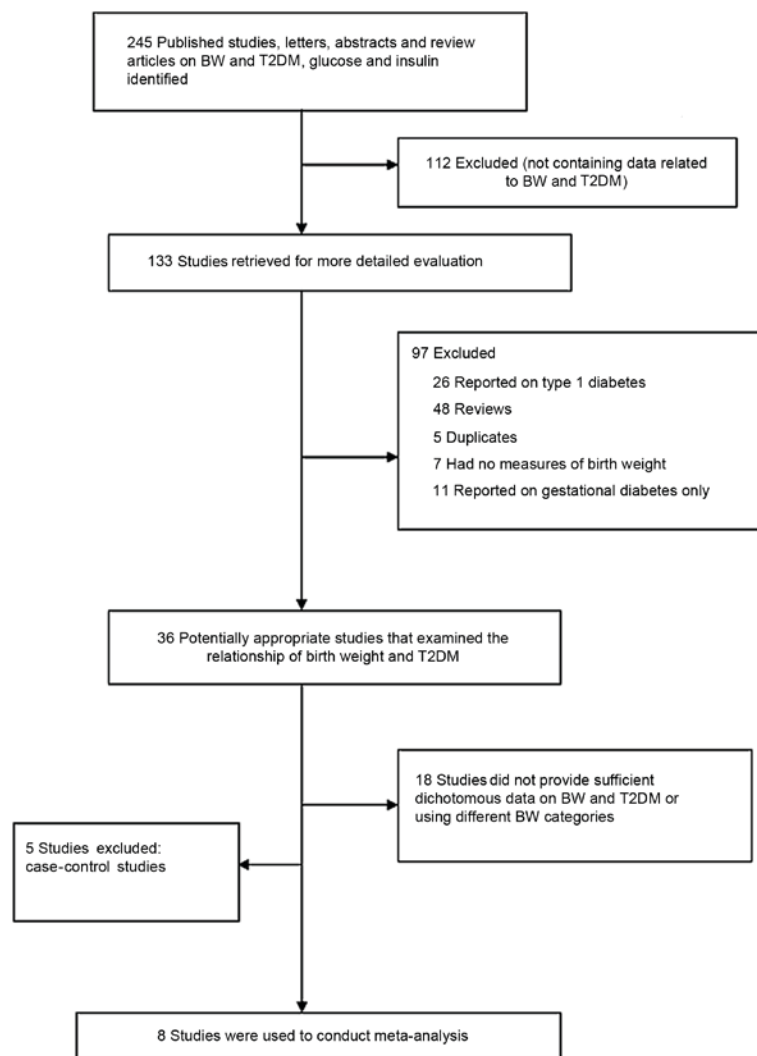 245 Published studies, letters, abstracts and review
articles on BW and T2DM, glucose and insulin
identified
112 Excluded (not containing data related
to BW and T2DM)
133 Studies retrieved for more detailed evaluation
97 Excluded
26 Reported on type 1 diabetes
48 Reviews
5 Duplicates
7 Had no measures of birth weight
11 Reported on gestational diabetes only
36 Potentially appropriate studies that examined the
relationship of birth weight and T2DM
18 Studies did not provide sufficient
dichotomous data on BW and T2DM or
using different BW categories
5 Studies excluded:
case-control studies
8 Studies were used to conduct meta-analysis